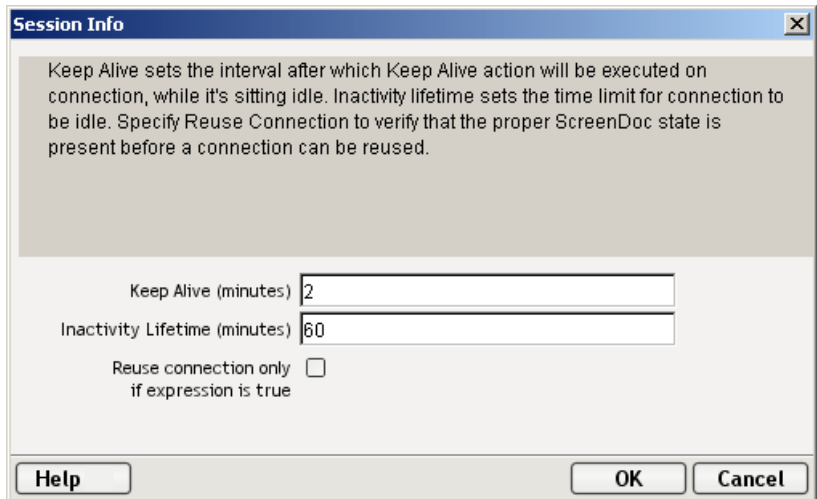 Session Info
Keep Alive sets the interval after which Keep Alive action will be executed on
connection, while it's sitting idle. Inactivity lifetime sets the time limit for connection to
be idle. Specify Reuse Connection to verify that the proper ScreenDoc state is
present before a connection can be reused.
Keep Alive (minutes) 2
Inactivity Lifetime (minutes) 60
Reuse connection only
if expression is true
Help OK Cancel